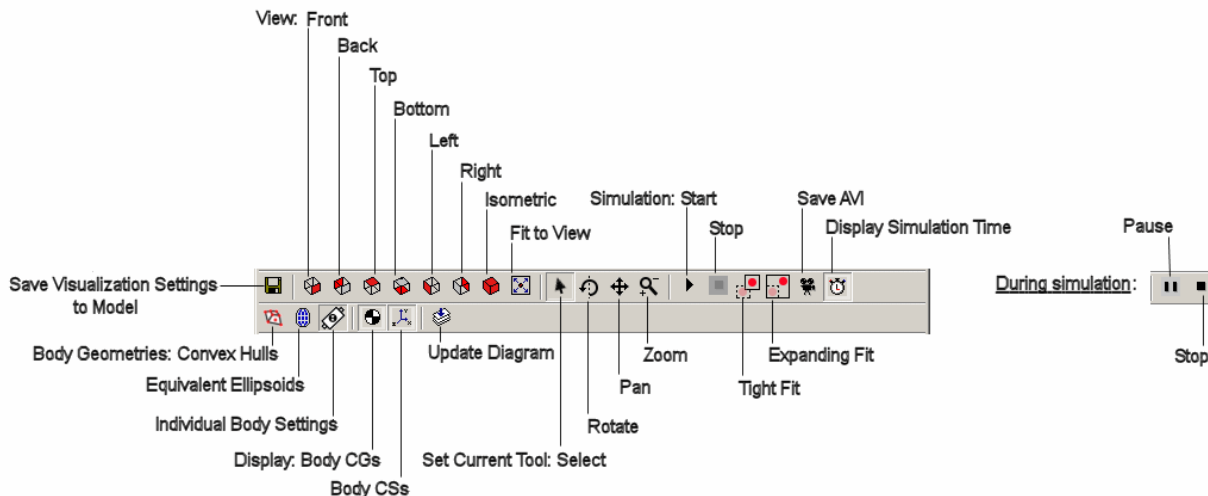 View: Front
Back
Top
Bottom
Left
Right
Isometric
Fit to View
Simulation: Start
Stop
Save AVI
Display Simulation Time
Pause
Save Visualization Settings
to Model
During simulation:
Body Geometries: Convex Hulls
Update Diagram
Zoom
Expanding Fit
Stop
Equivalent Ellipsoids
Pan
Tight Fit
Individual Body Settings
Rotate
Display: Body CGs
Set Current Tool: Select
Body CSs